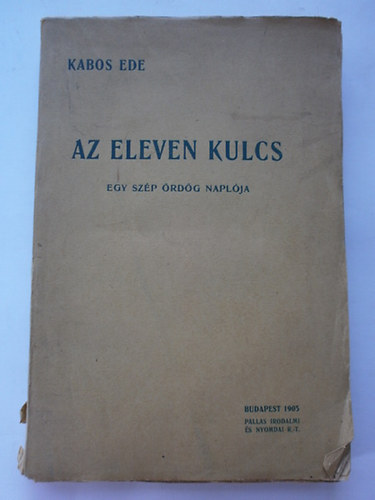 KABOS EDE
AZ ELEVEN KULCS
EGY SZÉP ÖRDÖG NAPLÓJA
BUDAPEST 1905
PALLAS IRODALMI
ÉS NYOMDAI R.-T.